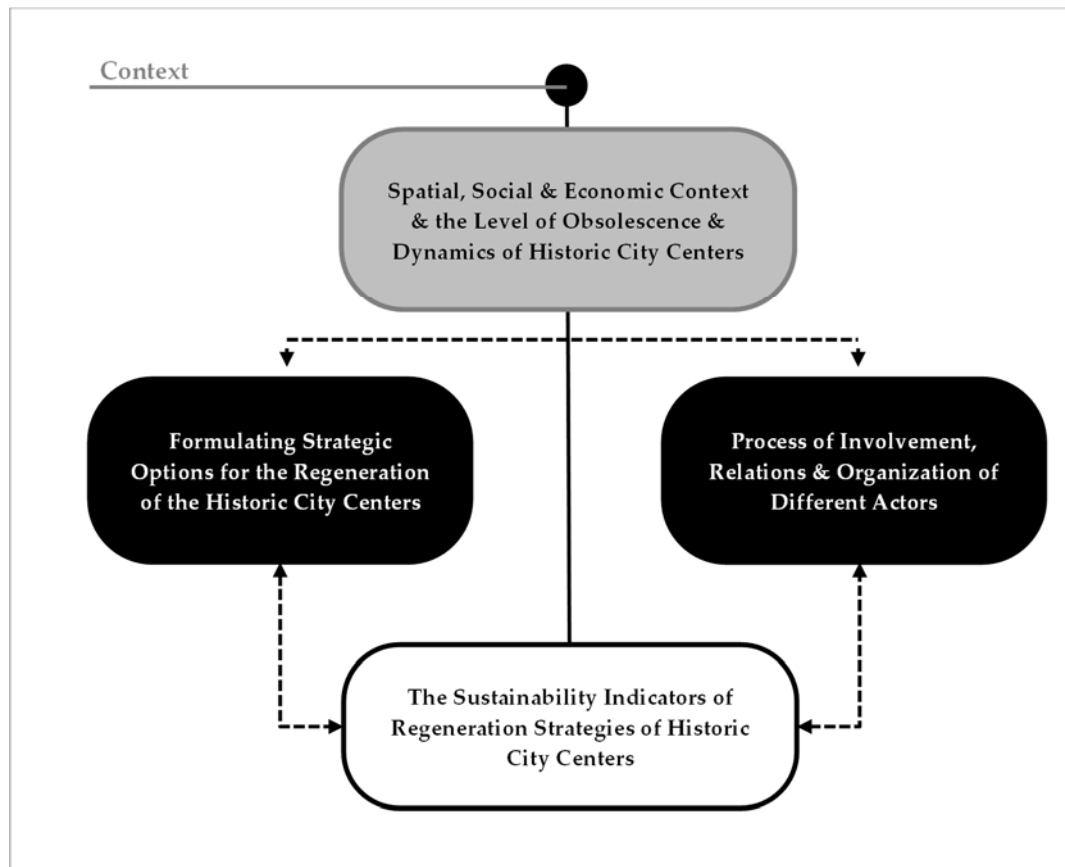 Context
Spatial, Social & Economic Context
& the Level of Obsolescence &
Dynamics of Historic City Centers
Formulating Strategic
Options for the Regeneration
of the Historic City Centers
Process of Involvement,
Relations & Organization of
Different Actors
The Sustainability Indicators of
Regeneration Strategies of Historic
City Centers